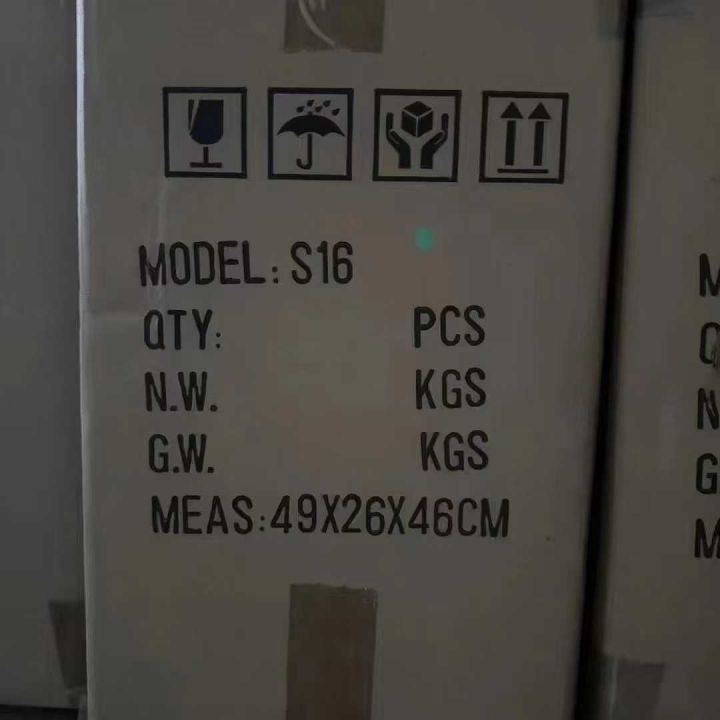 MODEL: S16
QTY: PCS
N.W. KGS
G.W. KGS
MEAS:49X26X46CM
M
Q
N
G
M